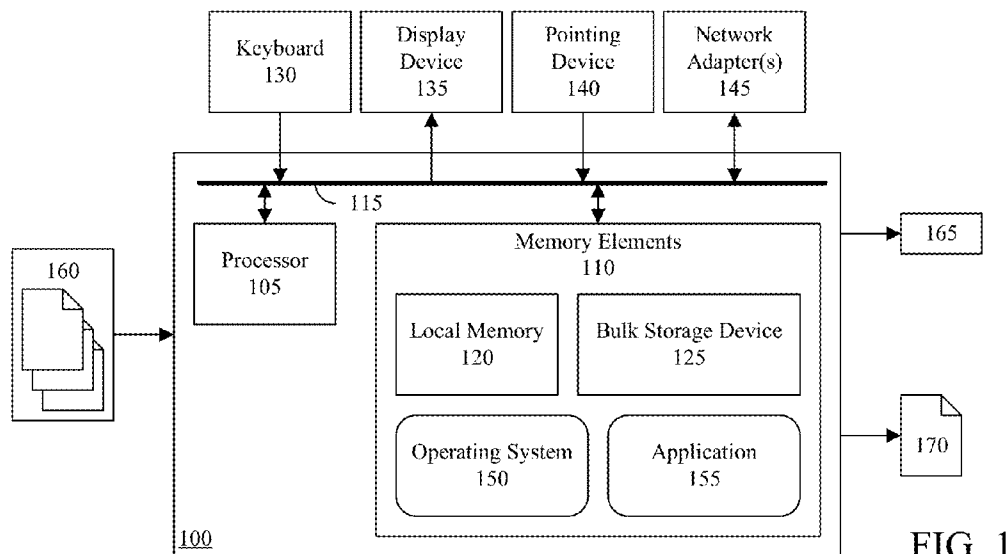 Keyboard
130
Display
Device
135
Pointing
Device
140
Network
Adapter(s)
145
115
160
Processor
105
Memory Elements
110
Local Memory
120
Bulk Storage Device
125
Operating System
150
Application
155
165
170
100
FIG. 1